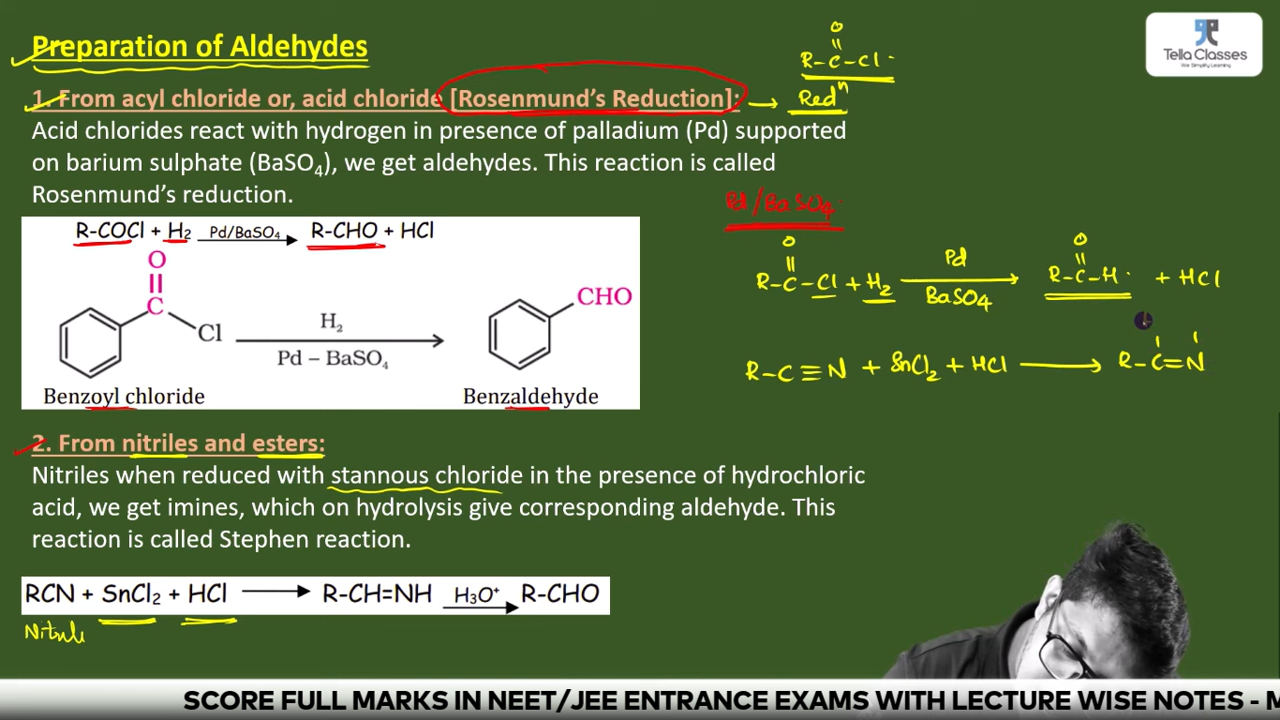 Preparation of Aldehydes
O
||
R-C-Cl
Tella Classes
We Simplify Learning
1. From acyl chloride or, acid chloride [Rosenmund's Reduction]:
→ Redⁿ
Acid chlorides react with hydrogen in presence of palladium (Pd) supported
on barium sulphate (BaSO₄), we get aldehydes. This reaction is called
Rosenmund's reduction.
R-COCl + H₂ Pd/BaSO₄ → R-CHO + HCl
O
||
C
Cl
H₂
Pd – BaSO₄
CHO
Benzoyl chloride
Benzaldehyde
Pd/BaSO₄
O
||
R-C-Cl + H₂ Pd BaSO₄ → R-C-H + HCl
O
||
R-C≡N + SnCl₂ + HCl → R-C=N
2. From nitriles and esters:
Nitriles when reduced with stannous chloride in the presence of hydrochloric
acid, we get imines, which on hydrolysis give corresponding aldehyde. This
reaction is called Stephen reaction.
RCN + SnCl₂ + HCl → R-CH=NH H₃O⁺ → R-CHO
Nitrile
SCORE FULL MARKS IN NEET/JEE ENTRANCE EXAMS WITH LECTURE WISE NOTES - M